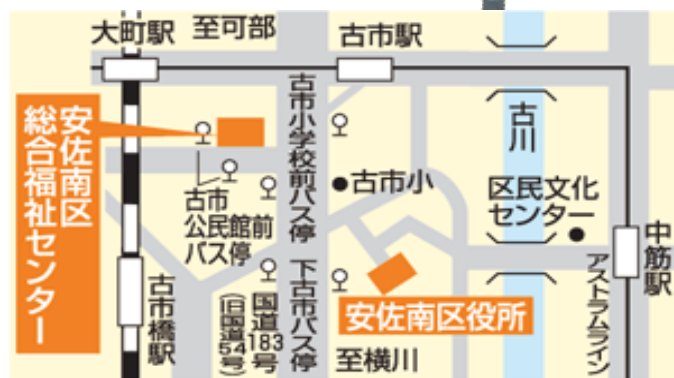 大町駅
至可部
古市駅
安佐南区
総合福祉センター
古市小学校前バス停
古川
古市小
区民文化
センター
古市
公民館前
バス停
中筋駅
アストラムライン
古市橋駅
国道183号
(旧国道54号)
下古市バス停
安佐南区役所
至横川